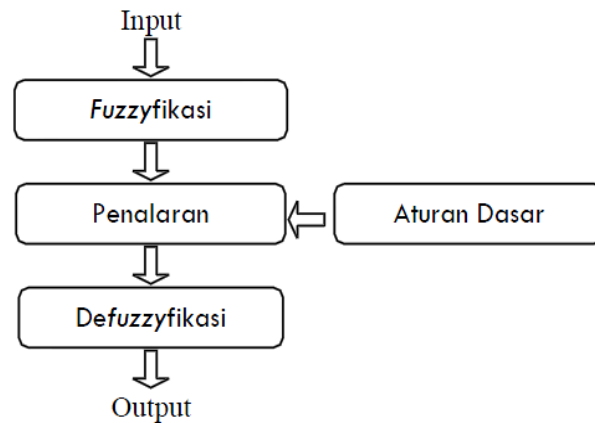 Input
Fuzzyfikasi
Penalaran
Aturan Dasar
Defuzzyfikasi
Output